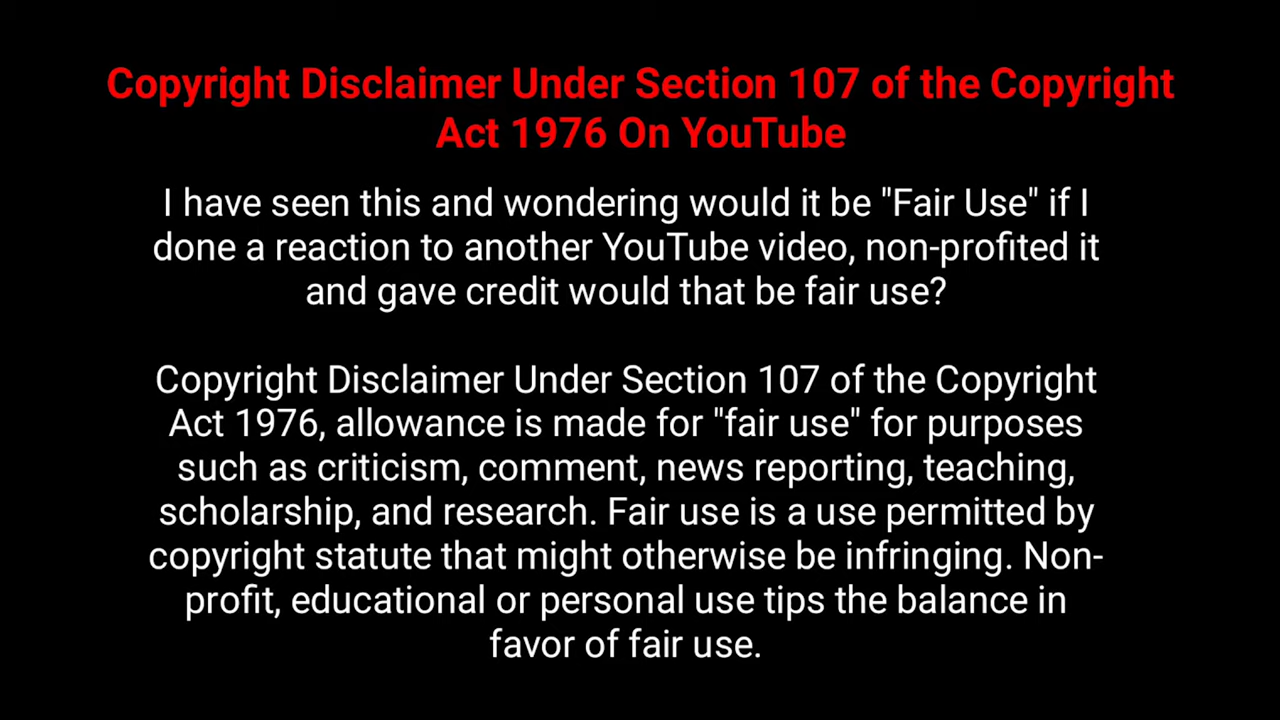 Copyright Disclaimer Under Section 107 of the Copyright
Act 1976 On YouTube
I have seen this and wondering would it be "Fair Use" if I
done a reaction to another YouTube video, non-profited it
and gave credit would that be fair use?
Copyright Disclaimer Under Section 107 of the Copyright
Act 1976, allowance is made for "fair use" for purposes
such as criticism, comment, news reporting, teaching,
scholarship, and research. Fair use is a use permitted by
copyright statute that might otherwise be infringing. Non-
profit, educational or personal use tips the balance in
favor of fair use.